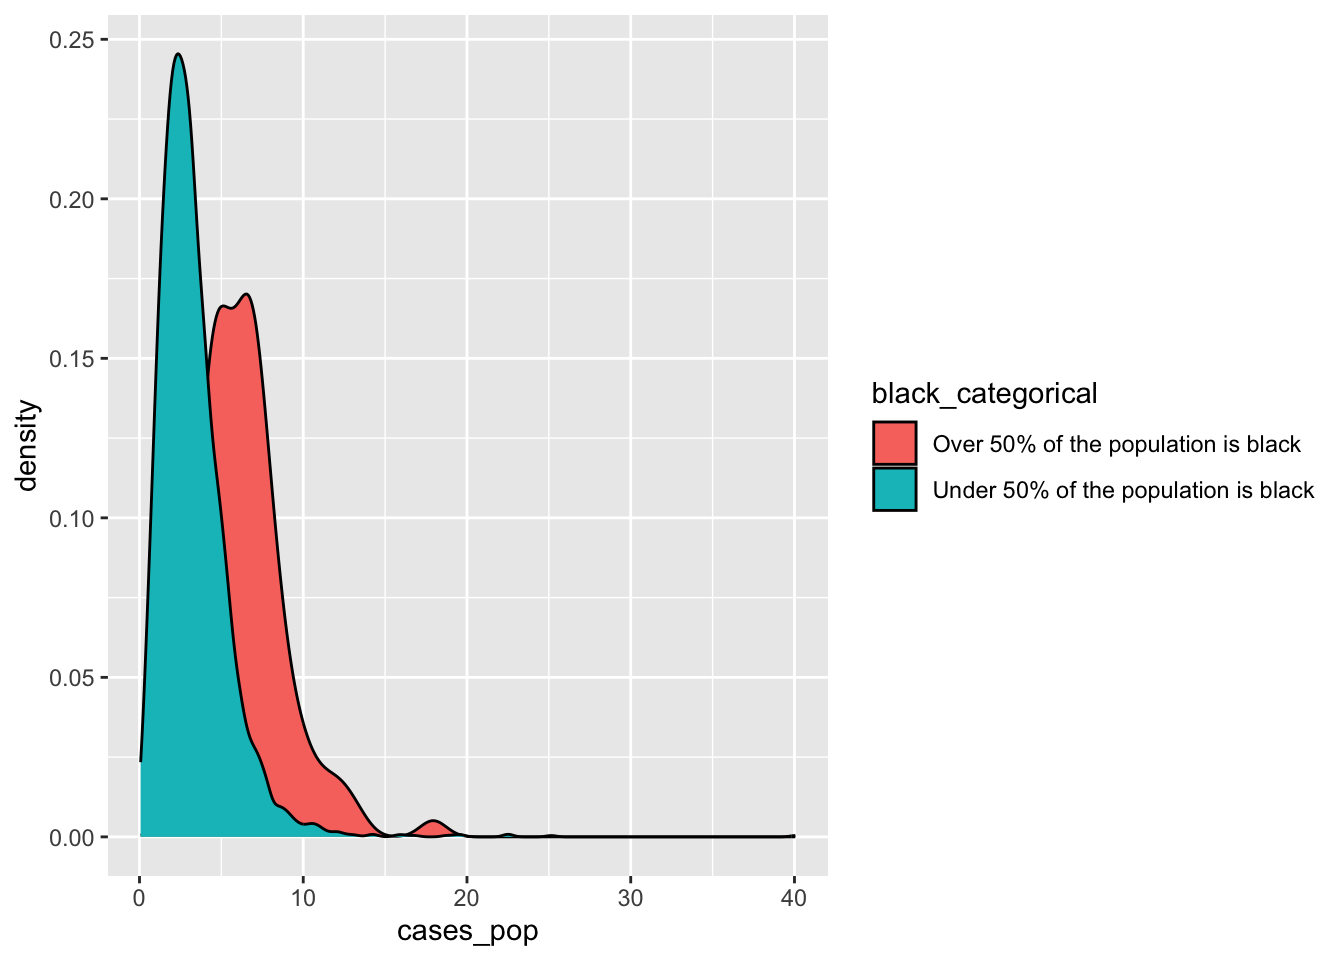 0.25
0.20
0.15
0.10
0.05
0.00
density
0
10
20
30
40
cases_pop
black_categorical
Over 50% of the population is black
Under 50% of the population is black